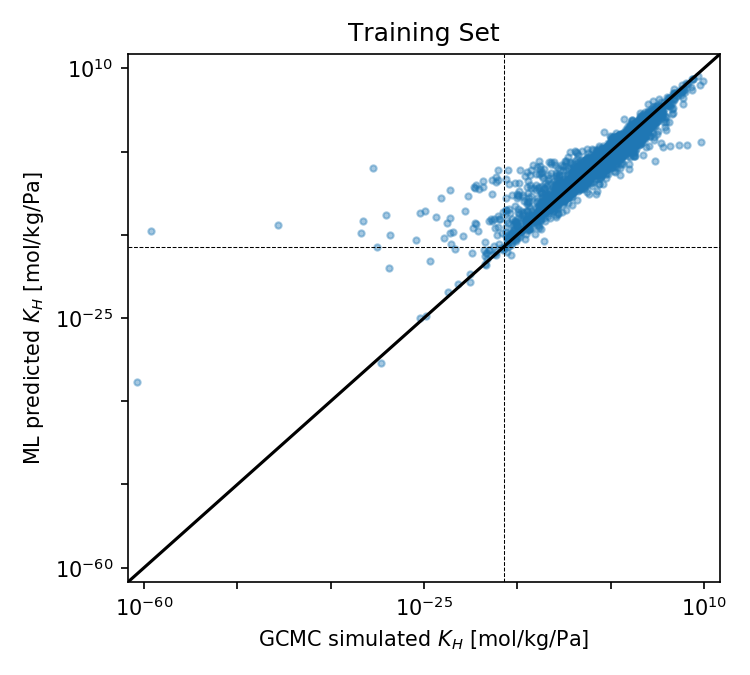 Training Set
10^10
10^-25
10^-60
ML predicted K_H [mol/kg/Pa]
10^-60 10^-25 10^10
GCMC simulated K_H [mol/kg/Pa]